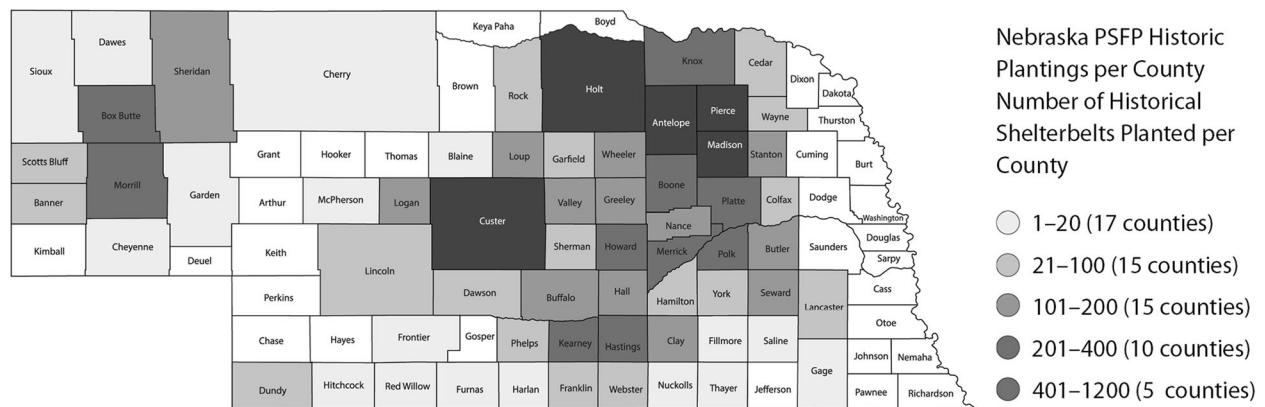 Keya Paha
Boyd
Dawes
Sioux
Sheridan
Cherry
Brown
Rock
Holt
Knox
Cedar
Dixon
Dakota
Box Butte
Antelope
Pierce
Wayne
Thurston
Scotts Bluff
Grant
Hooker
Thomas
Blaine
Loup
Garfield
Wheeler
Madison
Stanton
Cuming
Burt
Morrill
Garden
Banner
Arthur
McPherson
Logan
Custer
Valley
Greeley
Boone
Platte
Colfax
Dodge
Washington
Nance
Kimball
Cheyenne
Deuel
Keith
Lincoln
Sherman
Howard
Merrick
Polk
Butler
Saunders
Douglas
Sarpy
Perkins
Dawson
Buffalo
Hall
Hamilton
York
Seward
Lancaster
Cass
Otoe
Chase
Hayes
Frontier
Gosper
Phelps
Kearney
Hastings
Clay
Fillmore
Saline
Gage
Johnson
Nemaha
Dundy
Hitchcock
Red Willow
Furnas
Harlan
Franklin
Webster
Nuckolls
Thayer
Jefferson
Pawnee
Richardson
Nebraska PSFP Historic
Plantings per County
Number of Historical
Shelterbelts Planted per
County
1–20 (17 counties)
21–100 (15 counties)
101–200 (15 counties)
201–400 (10 counties)
401–1200 (5 counties)